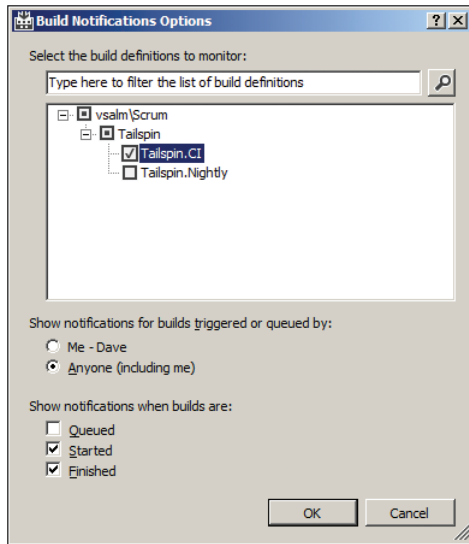 Build Notifications Options
Select the build definitions to monitor:
Type here to filter the list of build definitions
vsalm\Scrum
Tailspin
Tailspin.CI
Tailspin.Nightly
Show notifications for builds triggered or queued by:
Me - Dave
Anyone (including me)
Show notifications when builds are:
Queued
Started
Finished
OK Cancel